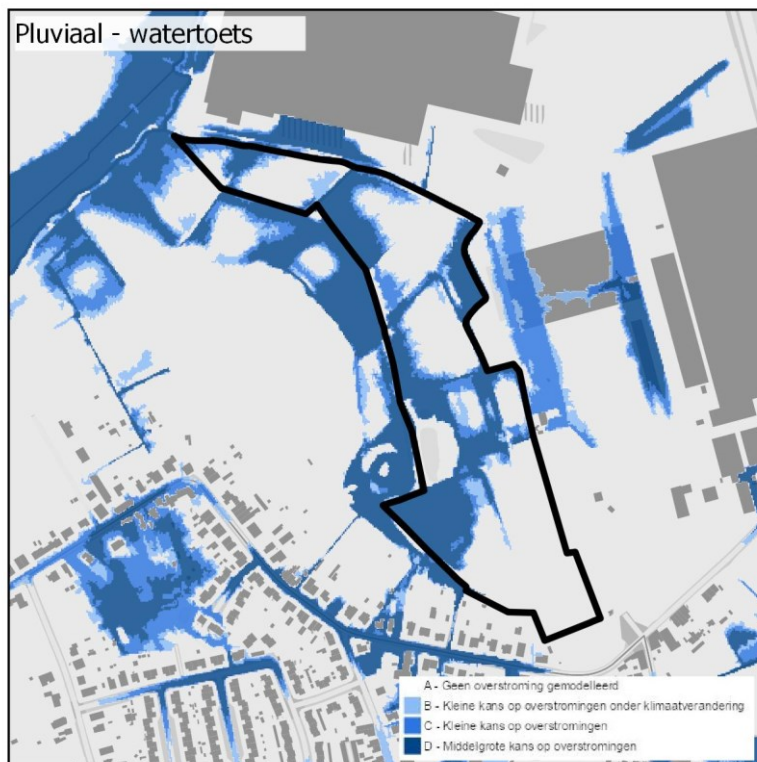 Pluviaal - watertoets
A - Geen overstroming gemodelleerd
B - Kleine kans op overstromingen onder klimaatverandering
C - Kleine kans op overstromingen
D - Middelgrote kans op overstromingen